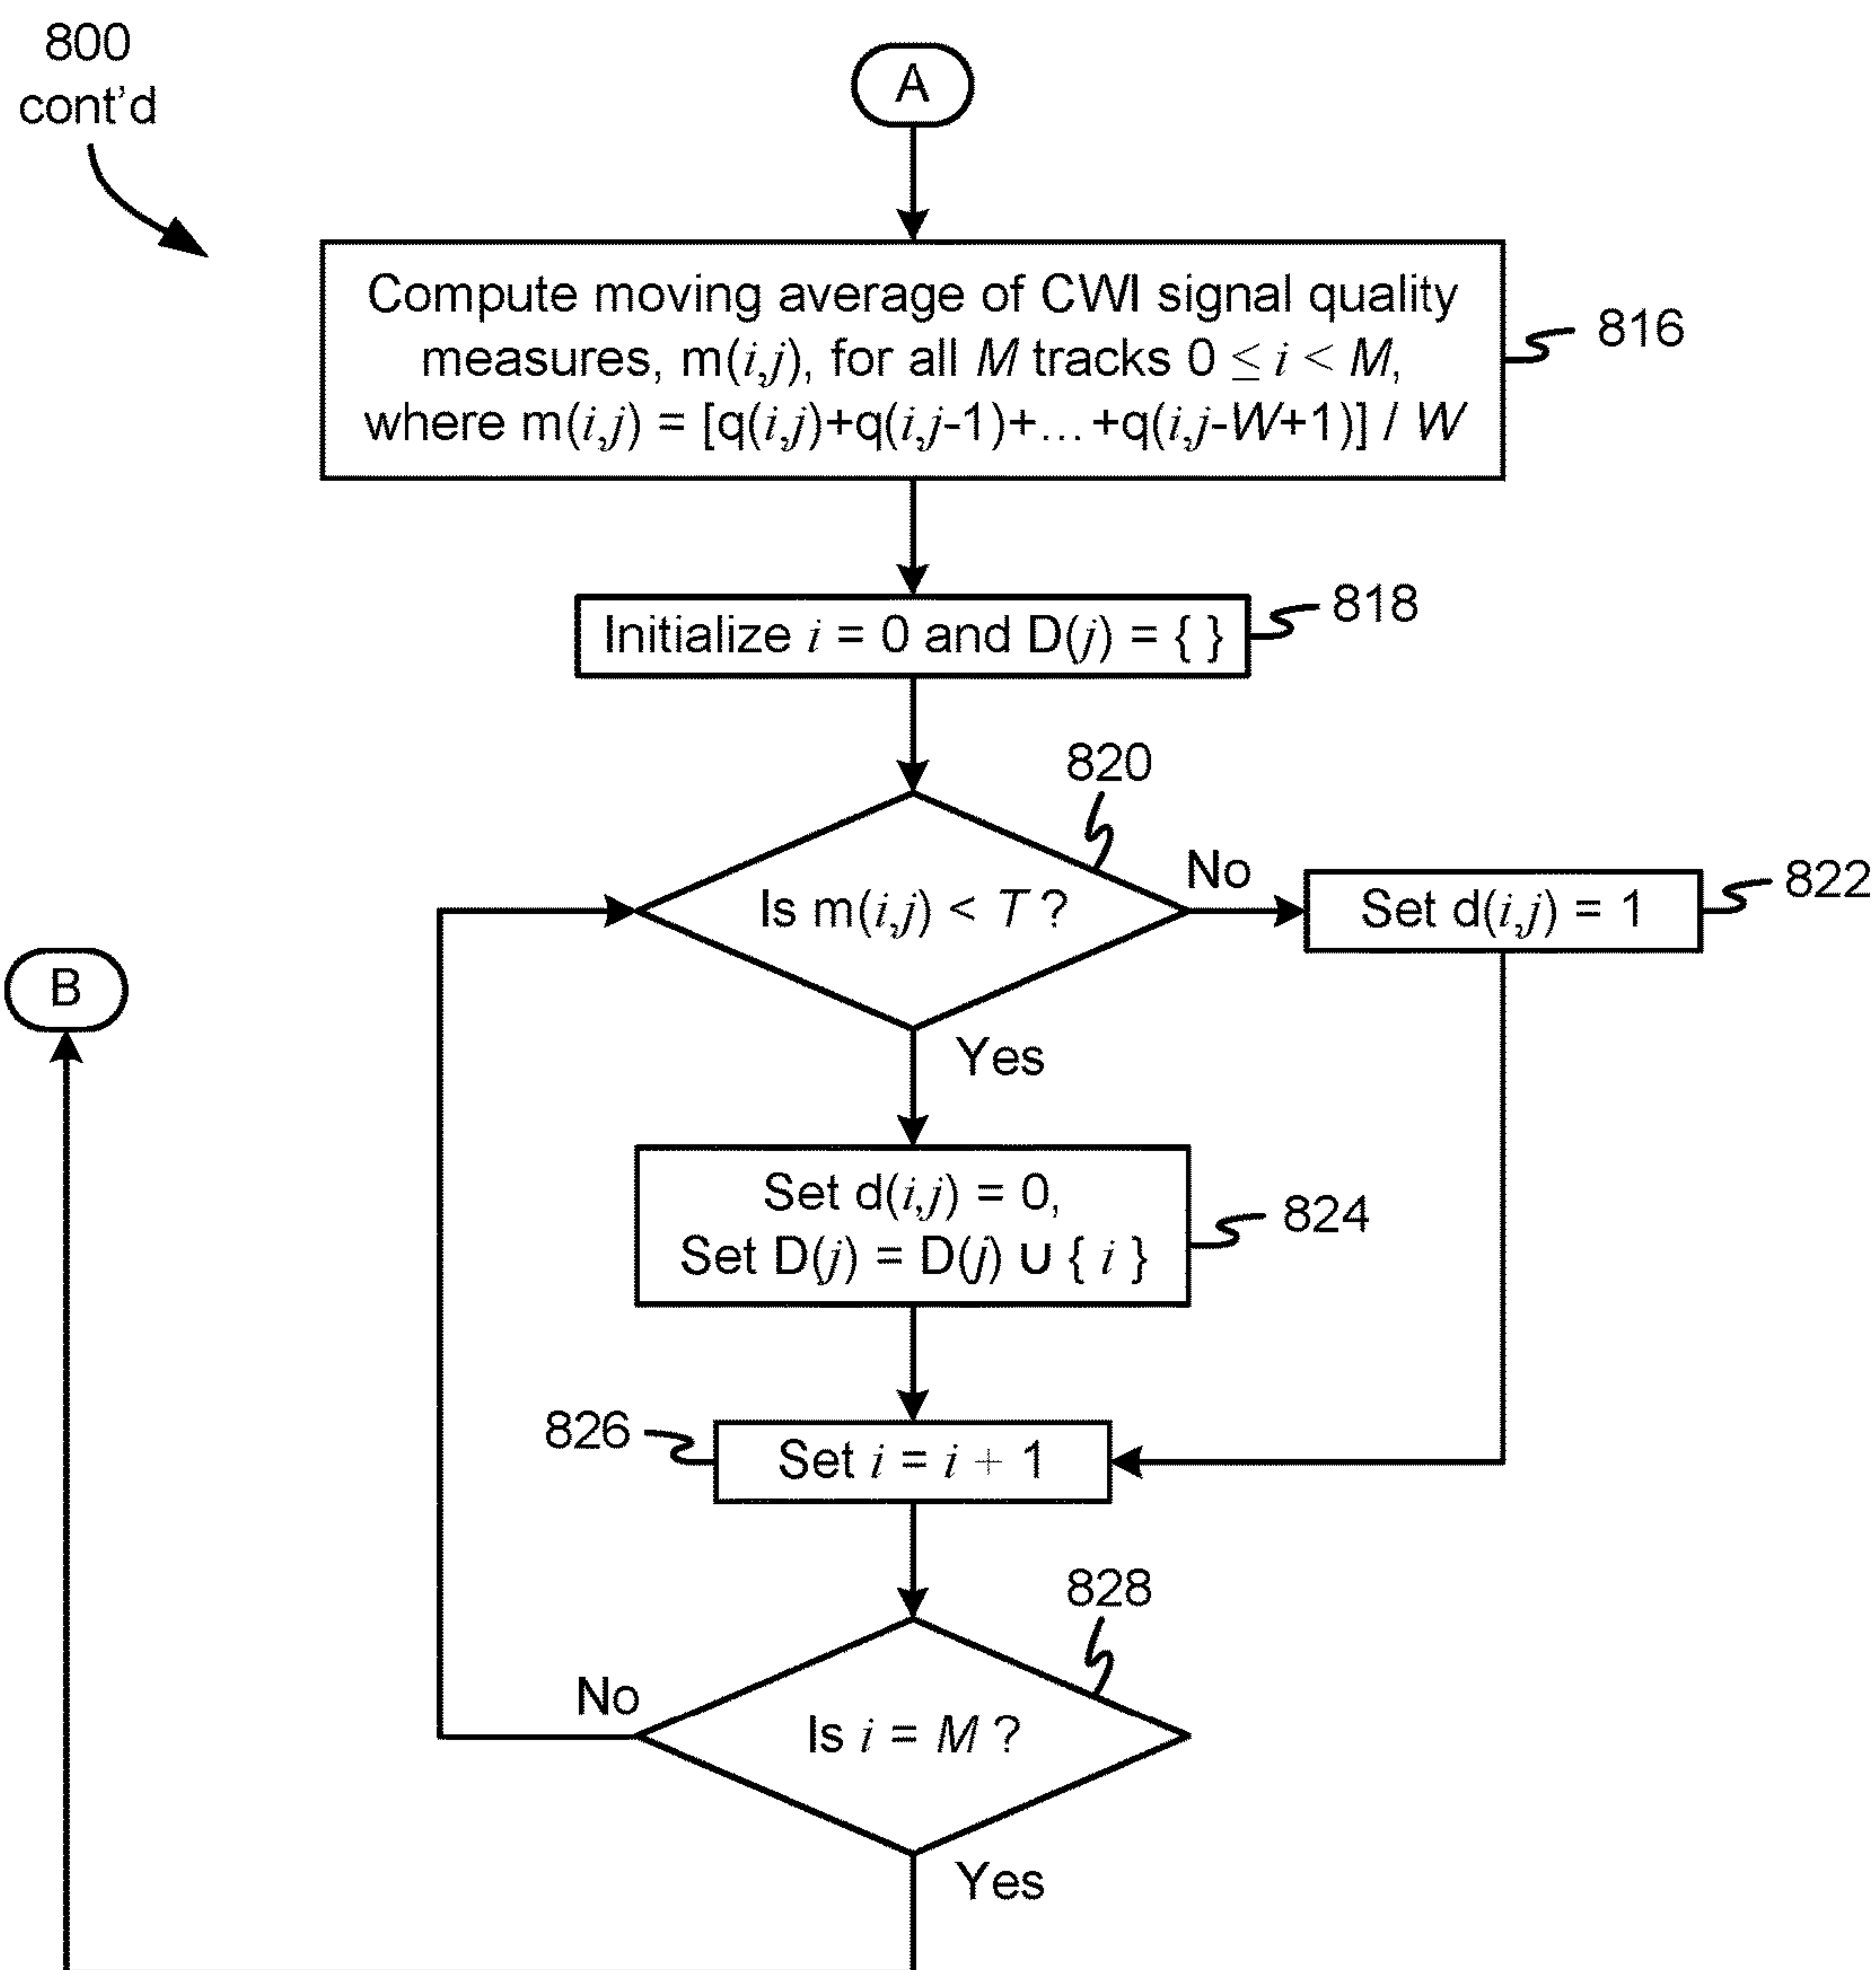 800
cont'd
A
Compute moving average of CWI signal quality
measures, m(i,j), for all M tracks 0 ≤ i < M,
where m(i,j) = [q(i,j)+q(i,j-1)+...+q(i,j-W+1)] / W
816
Initialize i = 0 and D(j) = { }
818
820
Is m(i,j) < T ?
No
Set d(i,j) = 1
822
B
Yes
Set d(i,j) = 0,
Set D(j) = D(j) ∪ { i }
824
826
Set i = i + 1
828
No
Is i = M ?
Yes